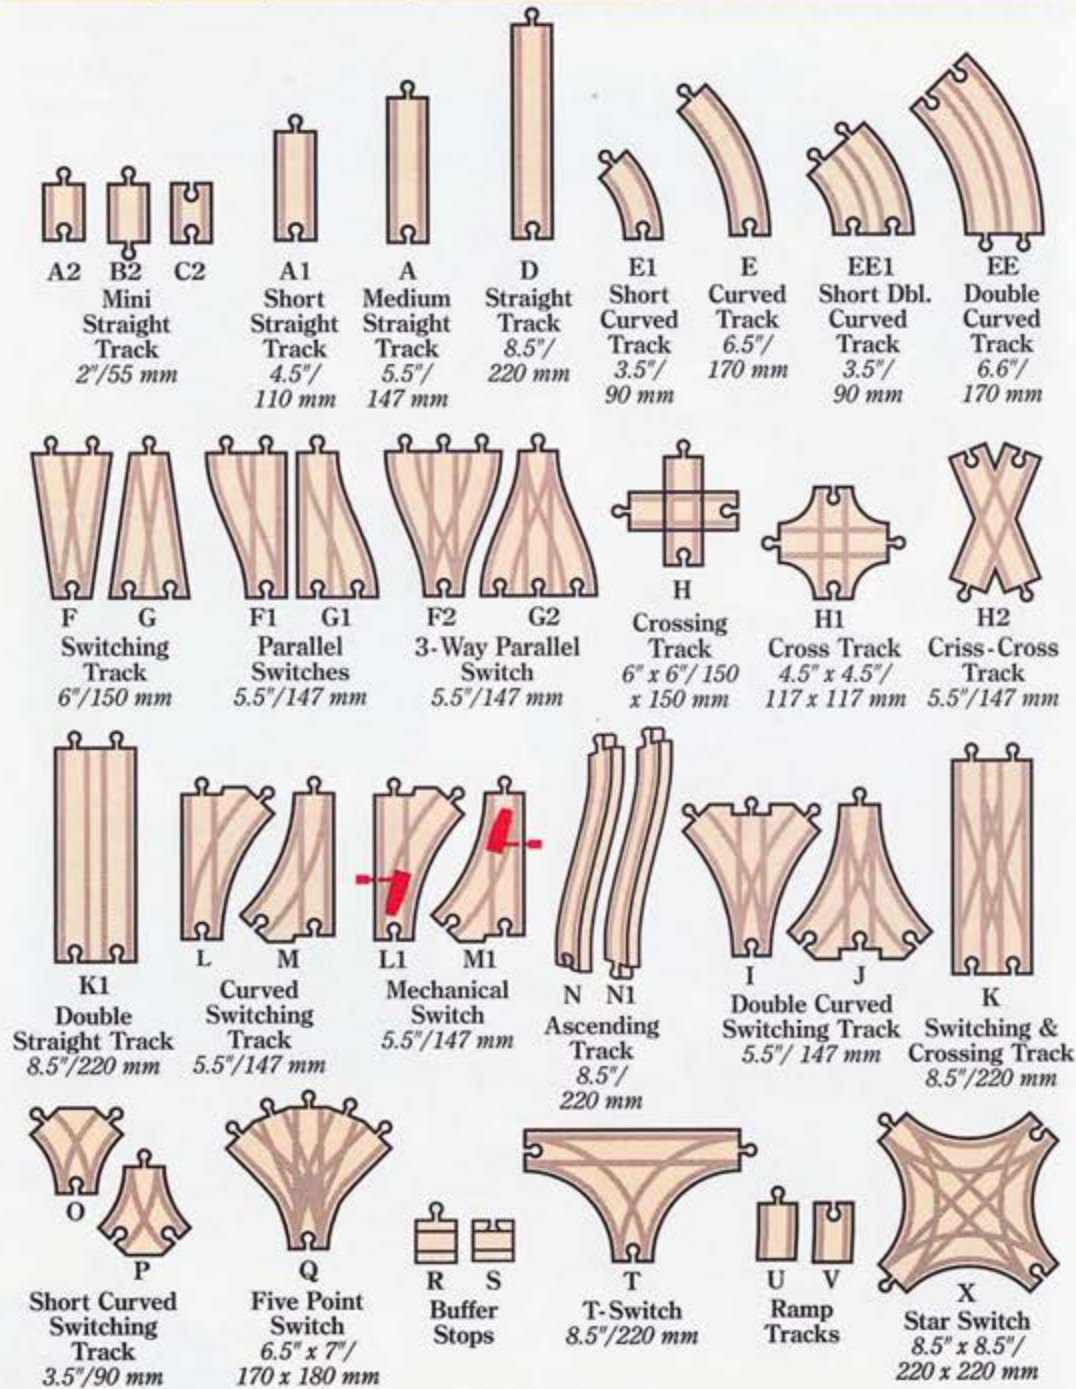 A2 B2 C2
Mini
Straight
Track
2"/55 mm
A1
Short
Straight
Track
4.5"/
110 mm
A
Medium
Straight
Track
5.5"/
147 mm
D
Straight
Track
8.5"/
220 mm
E1
Short
Curved
Track
3.5"/
90 mm
E
Curved
Track
6.5"/
170 mm
EE1
Short Dbl.
Curved
Track
3.5"/
90 mm
EE
Double
Curved
Track
6.6"/
170 mm
F G
Switching
Track
6"/150 mm
F1 G1
Parallel
Switches
5.5"/147 mm
F2 G2
3-Way Parallel
Switch
5.5"/147 mm
H
Crossing
Track
6" x 6"/ 150
x 150 mm
H1
Cross Track
4.5" x 4.5"/
117 x 117 mm
H2
Criss-Cross
Track
5.5"/147 mm
K1
Double
Straight Track
8.5"/220 mm
L M
Curved
Switching
Track
5.5"/147 mm
L1 M1
Mechanical
Switch
5.5"/147 mm
N N1
Ascending
Track
8.5"/
220 mm
I J
Double Curved
Switching Track
5.5"/ 147 mm
K
Switching &
Crossing Track
8.5"/220 mm
O
P
Short Curved
Switching
Track
3.5"/90 mm
Q
Five Point
Switch
6.5" x 7"/
170 x 180 mm
R S
Buffer
Stops
T
T-Switch
8.5"/220 mm
U V
Ramp
Tracks
X
Star Switch
8.5" x 8.5"/
220 x 220 mm